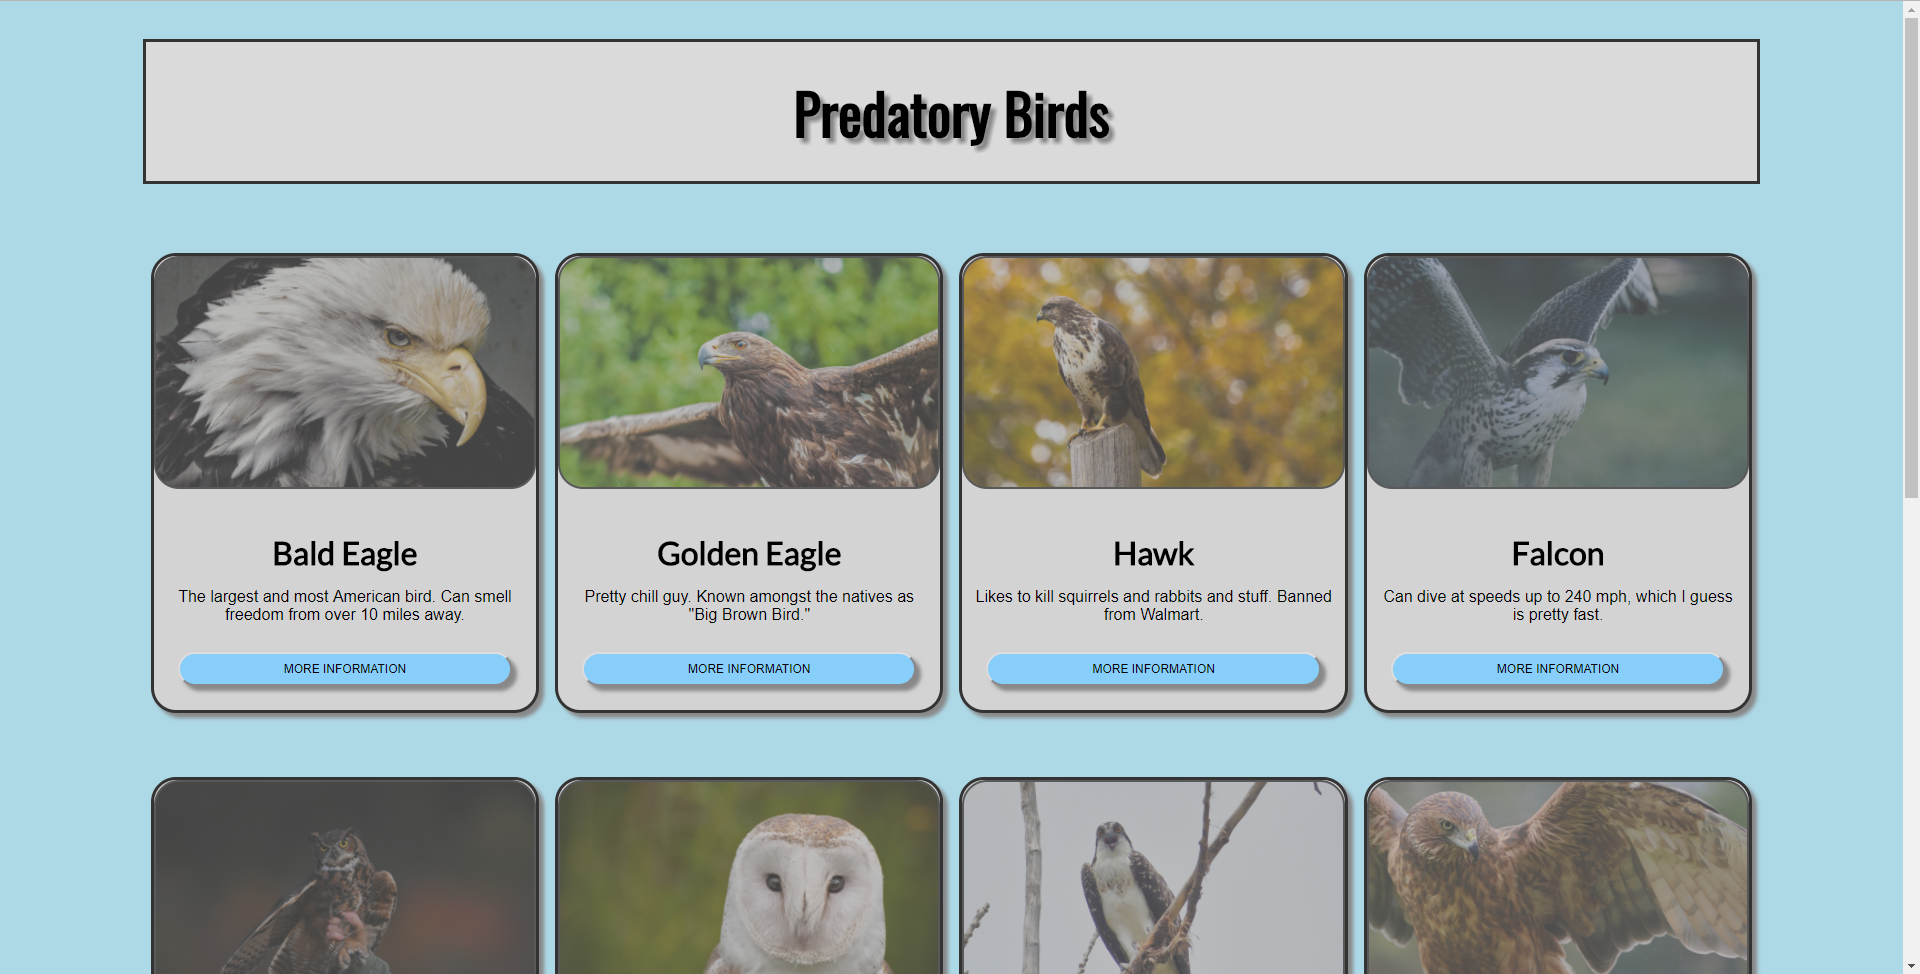 Predatory Birds
Bald Eagle
The largest and most American bird. Can smell
freedom from over 10 miles away.
MORE INFORMATION
Golden Eagle
Pretty chill guy. Known amongst the natives as
"Big Brown Bird."
MORE INFORMATION
Hawk
Likes to kill squirrels and rabbits and stuff. Banned
from Walmart.
MORE INFORMATION
Falcon
Can dive at speeds up to 240 mph, which I guess
is pretty fast.
MORE INFORMATION